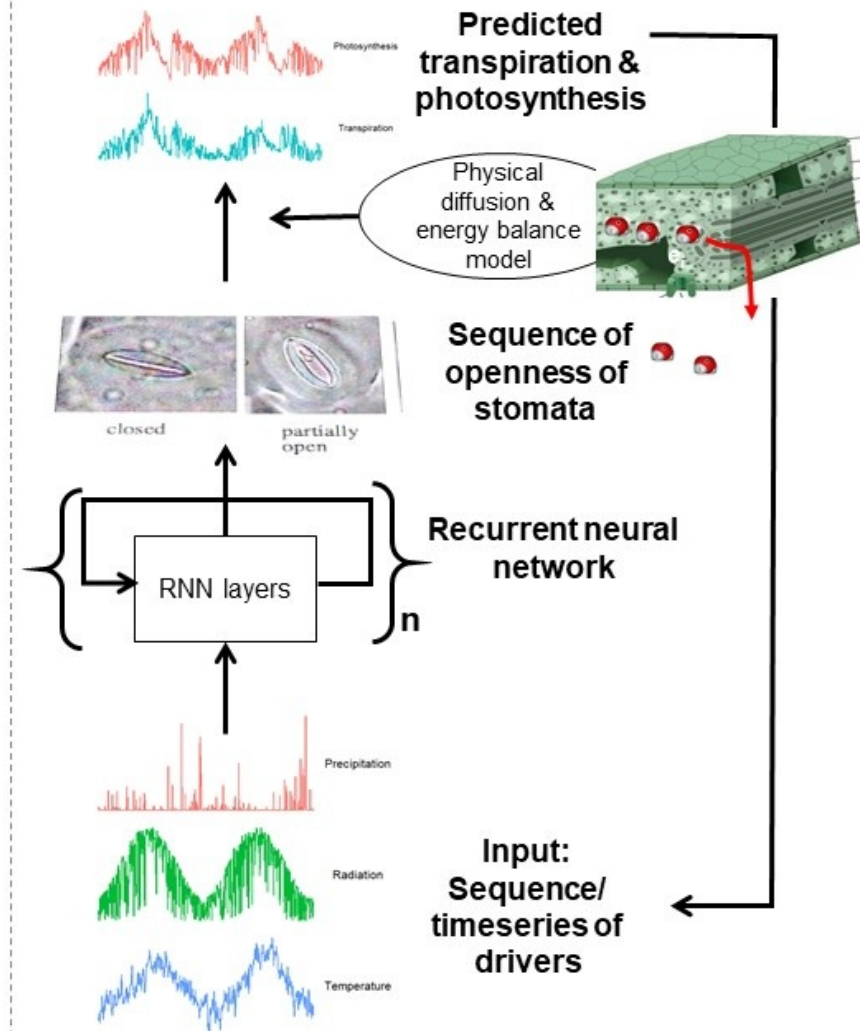 Photosynthesis
Transpiration
Predicted
transpiration &
photosynthesis
Physical
diffusion &
energy balance
model
closed
partially
open
Sequence of
openness of
stomata
RNN layers
n
Recurrent neural
network
Precipitation
Radiation
Temperature
Input:
Sequence/
timeseries of
drivers